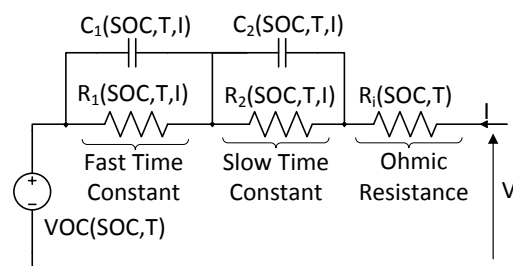 C1(SOC,T,I) C2(SOC,T,I)
R1(SOC,T,I) R2(SOC,T,I) Ri(SOC,T) I
Fast Time Slow Time Ohmic
Constant Constant Resistance
+
−
VOC(SOC,T)
V